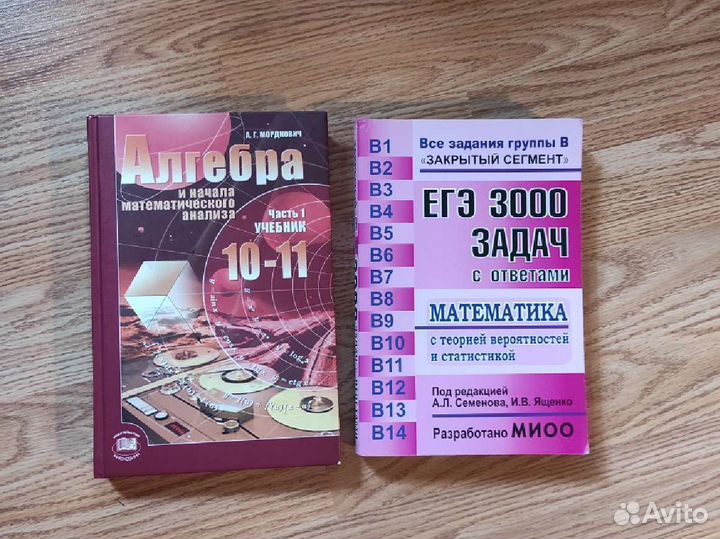 А. Г. МОРДКОВИЧ
Алгебра
и начала
математического
анализа
Часть 1
УЧЕБНИК
10-11
В1
В2
В3
В4
В5
В6
В7
В8
В9
В10
В11
В12
В13
В14
Все задания группы В
«ЗАКРЫТЫЙ СЕГМЕНТ»
ЕГЭ 3000
ЗАДАЧ
с ответами
МАТЕМАТИКА
с теорией вероятностей
и статистикой
Под редакцией
А.Л. Семенова, И.В. Ященко
Разработано МИОО
Avito